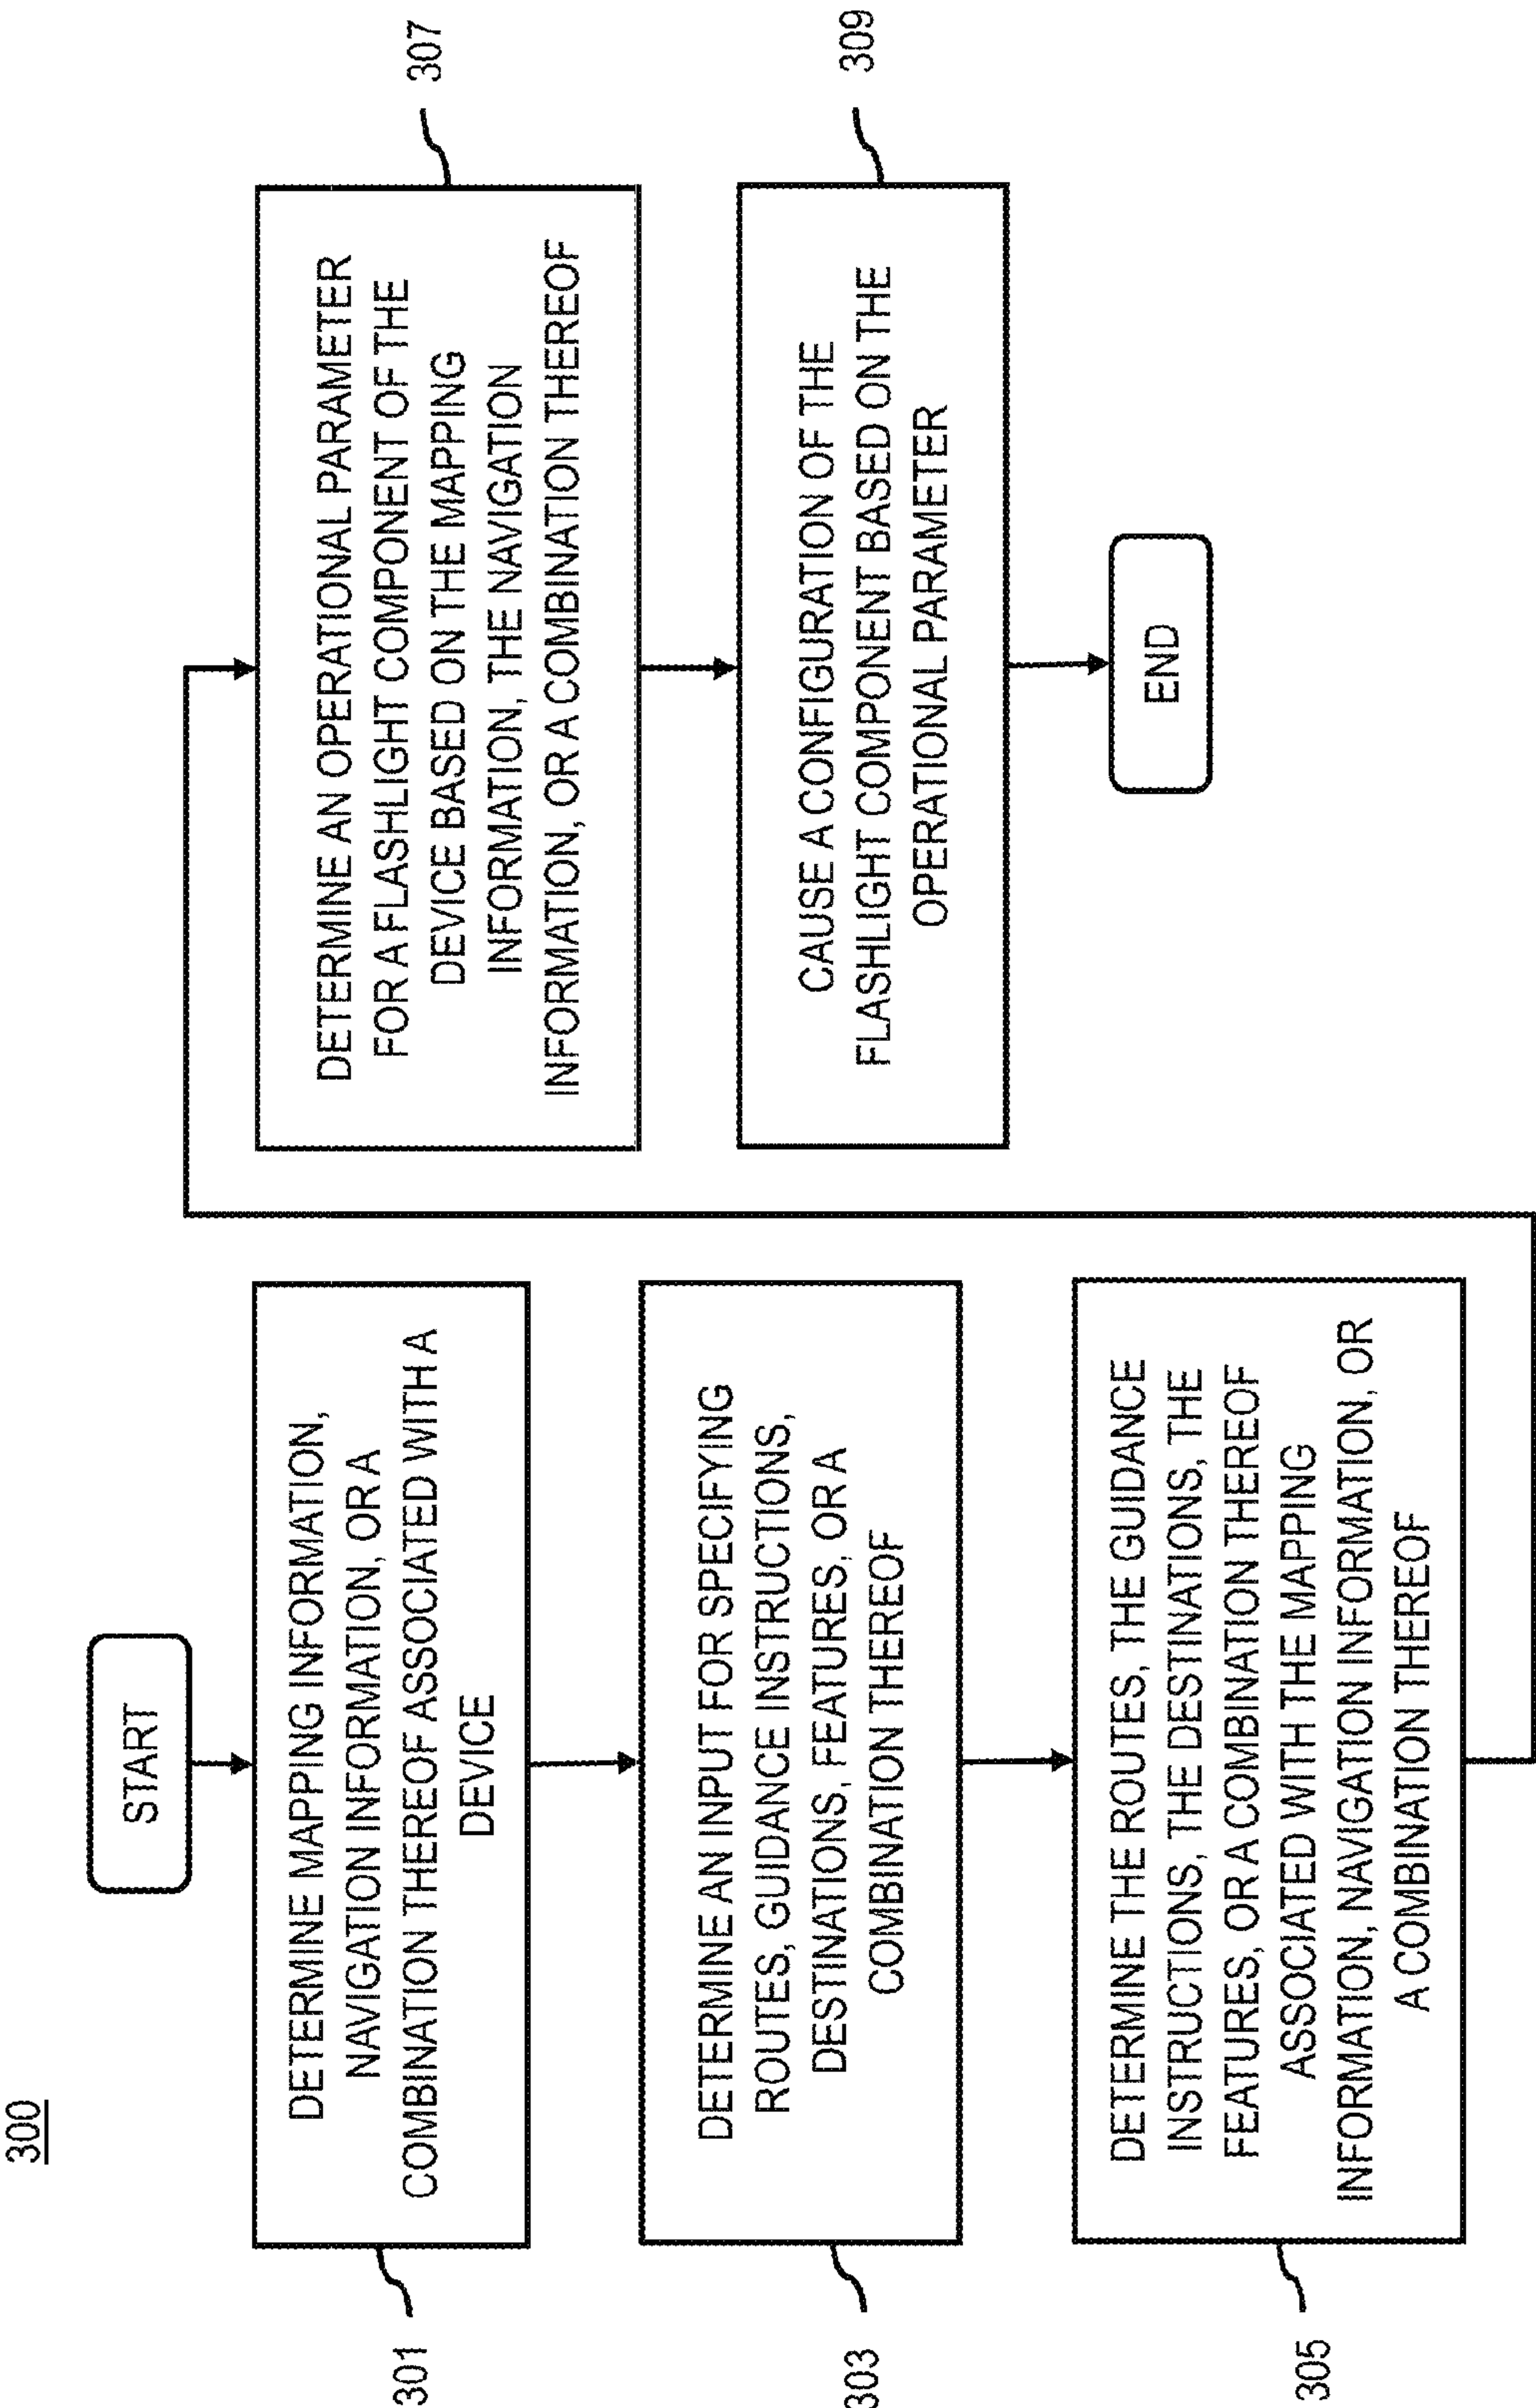 300
START
301
DETERMINE MAPPING INFORMATION,
NAVIGATION INFORMATION, OR A
COMBINATION THEREOF ASSOCIATED WITH A
DEVICE
303
DETERMINE AN INPUT FOR SPECIFYING
ROUTES, GUIDANCE INSTRUCTIONS,
DESTINATIONS, FEATURES, OR A
COMBINATION THEREOF
305
DETERMINE THE ROUTES, THE GUIDANCE
INSTRUCTIONS, THE DESTINATIONS, THE
FEATURES, OR A COMBINATION THEREOF
ASSOCIATED WITH THE MAPPING
INFORMATION, NAVIGATION INFORMATION, OR
A COMBINATION THEREOF
DETERMINE AN OPERATIONAL PARAMETER
FOR A FLASHLIGHT COMPONENT OF THE
DEVICE BASED ON THE MAPPING
INFORMATION, THE NAVIGATION
INFORMATION, OR A COMBINATION THEREOF
307
CAUSE A CONFIGURATION OF THE
FLASHLIGHT COMPONENT BASED ON THE
OPERATIONAL PARAMETER
309
END